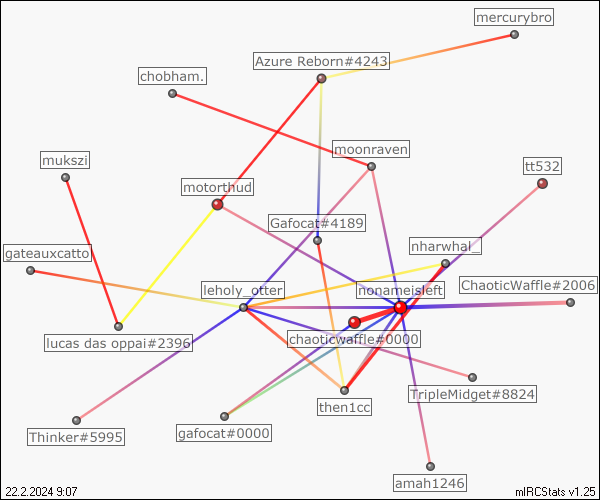 mercurybro
Azure Reborn#4243
chobham.
moonraven
mukszi
tt532
motorthud
Gafocat#4189
nharwhal_
gateauxcatto
ChaoticWaffle#2006
leholy_otter
nonameisleft
chaoticwaffle#0000
lucas das oppai#2396
TripleMidget#8824
then1cc
Thinker#5995
gafocat#0000
amah1246
22.2.2024 9:07
mIRCStats v1.25